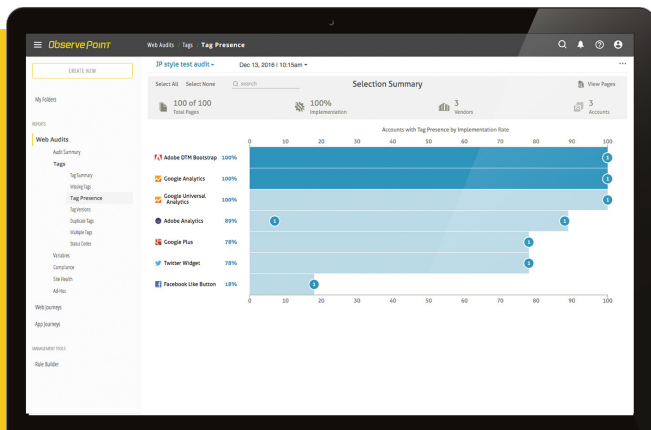 ObservePoint
Web Audits / Tags / Tag Presence
CREATE NEW
My Folders
REPORTS
Web Audits
Audit Summary
Tags
Tag Summary
Missing Tags
Tag Presence
Tag Versions
Duplicate Tags
Multiple Tags
Status Codes
Variables
Compliance
Site Health
Ad-Hoc
Web Journeys
App Journeys
MANAGEMENT TOOLS
Rule Builder
JP style test audit
Dec 13, 2016 | 10:15am
Select All Select None search Selection Summary View Pages
100 of 100
Total Pages
100%
Implementation
3
Vendors
3
Accounts
Accounts with Tag Presence by Implementation Rate
0 10 20 30 40 50 60 70 80 90 100
Adobe DTM Bootstrap 100% 1
Google Analytics 100% 1
Google Universal
Analytics 100% 1
Adobe Analytics 89% 1 1
Google Plus 78% 1
Twitter Widget 78% 1
Facebook Like Button 18% 1
0 10 20 30 40 50 60 70 80 90 100